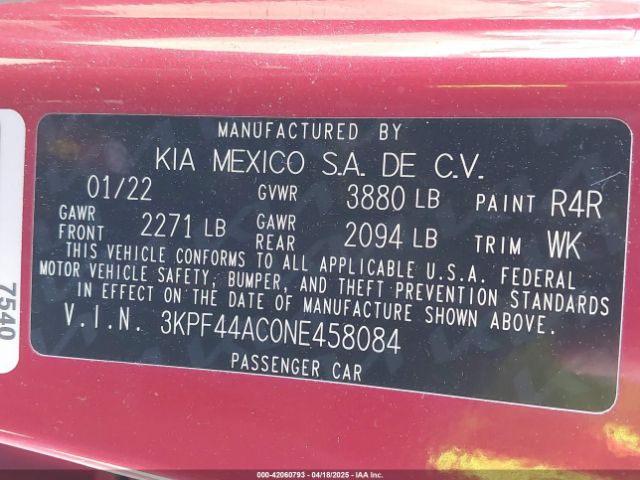 MANUFACTURED BY
KIA MEXICO S.A. DE C.V.
01/22 GVWR 3880 LB PAINT R4R
GAWR FRONT 2271 LB GAWR REAR 2094 LB TRIM WK
THIS VEHICLE CONFORMS TO ALL APPLICABLE U.S.A. FEDERAL
MOTOR VEHICLE SAFETY, BUMPER, AND THEFT PREVENTION STANDARDS
IN EFFECT ON THE DATE OF MANUFACTURE SHOWN ABOVE.
V.I.N. 3KPF44AC0NE458084
PASSENGER CAR
7540
000-42060793 - 04/18/2025 - IAAI.COM